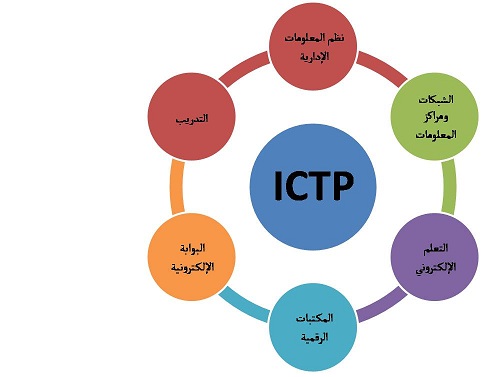 نظم المعلومات
الإدارية
الشبكات
ومراكز
المعلومات
التعلم
الإلكتروني
المكتبات
الرقمية
البوابة
الإلكترونية
التدريب
ICTP